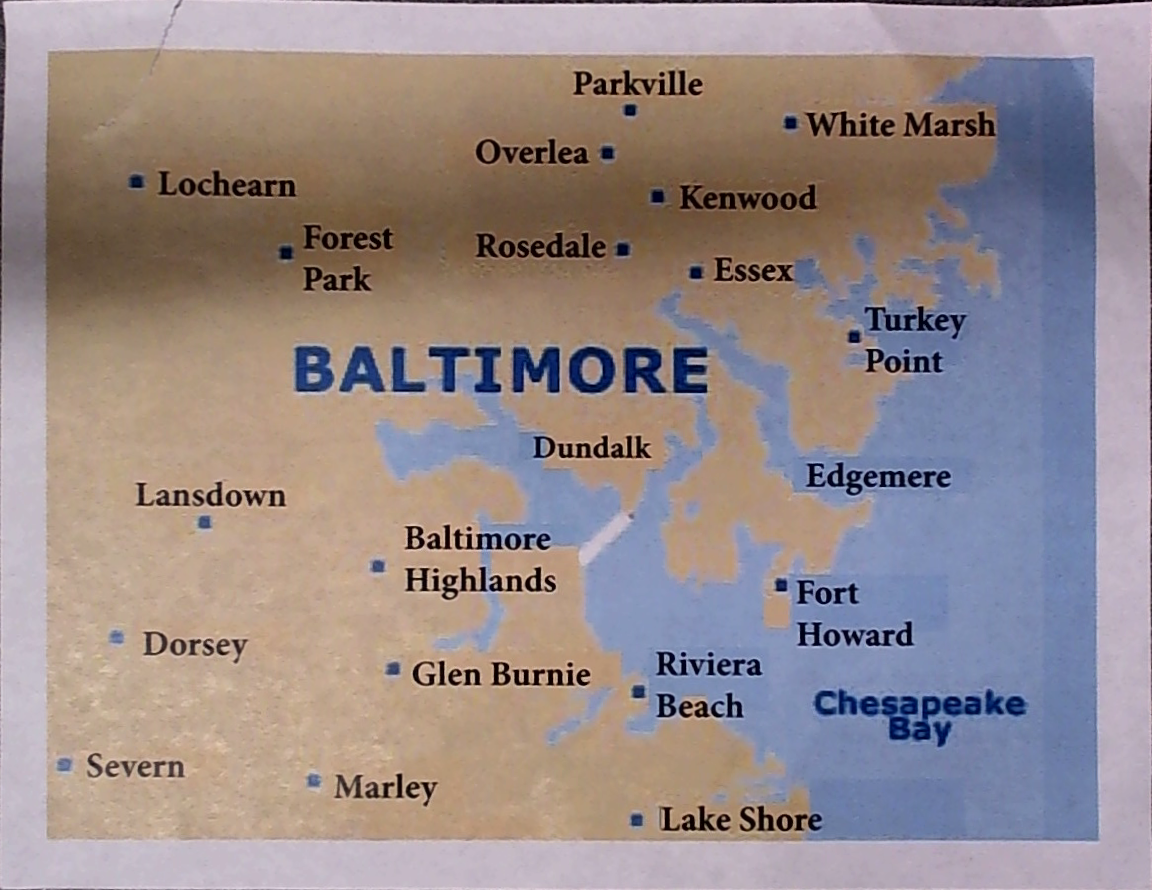 Parkville
White Marsh
Overlea
Lochearn
Kenwood
Forest
Park
Rosedale
Essex
Turkey
Point
BALTIMORE
Dundalk
Edgemere
Lansdown
Baltimore
Highlands
Fort
Howard
Dorsey
Glen Burnie
Riviera
Beach
Chesapeake
Bay
Severn
Marley
Lake Shore